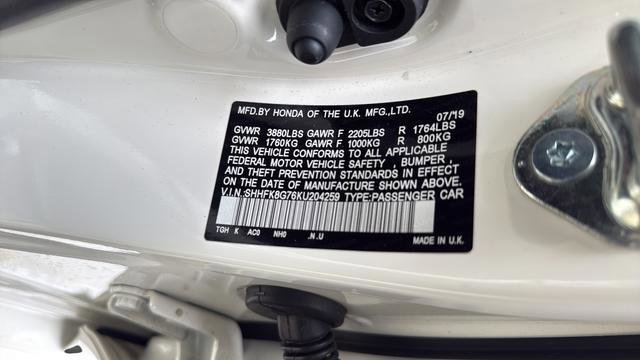 MFD.BY HONDA OF THE U.K. MFG.,LTD. 07/19
GVWR 3880LBS GAWR F 2205LBS R 1764LBS
GVWR 1760KG GAWR F 1000KG R 800KG
THIS VEHICLE CONFORMS TO ALL APPLICABLE
FEDERAL MOTOR VEHICLE SAFETY , BUMPER ,
AND THEFT PREVENTION STANDARDS IN EFFECT
ON THE DATE OF MANUFACTURE SHOWN ABOVE.
V.I.N.:SHHFK8G76KU204259 TYPE:PASSENGER CAR
TGH K AC0 NH0 .N.U MADE IN U.K.